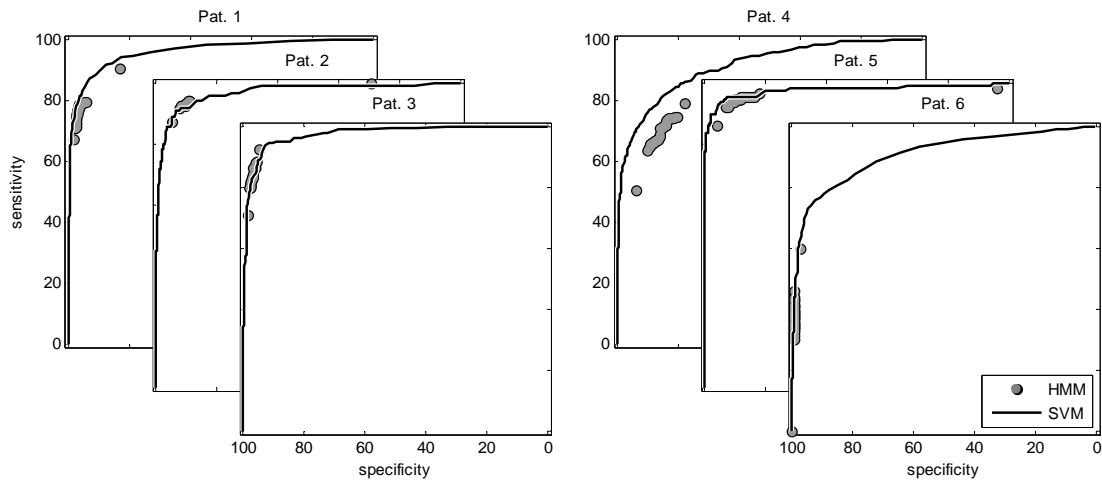 Pat. 1
Pat. 2
Pat. 3
100
80
60
40
20
0
sensitivity
100 80 60 40 20 0
specificity
Pat. 4
Pat. 5
Pat. 6
100
80
60
40
20
0
HMM
SVM
100 80 60 40 20 0
specificity